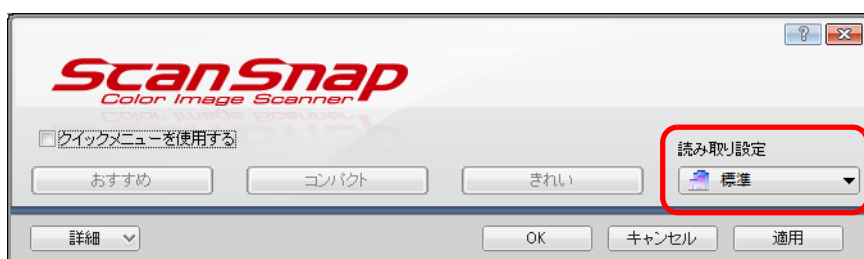 ScanSnap
Color Image Scanner
クイックメニューを使用する
読み取り設定
おすすめ
コンパクト
きれい
標準
詳細
OK
キャンセル
適用